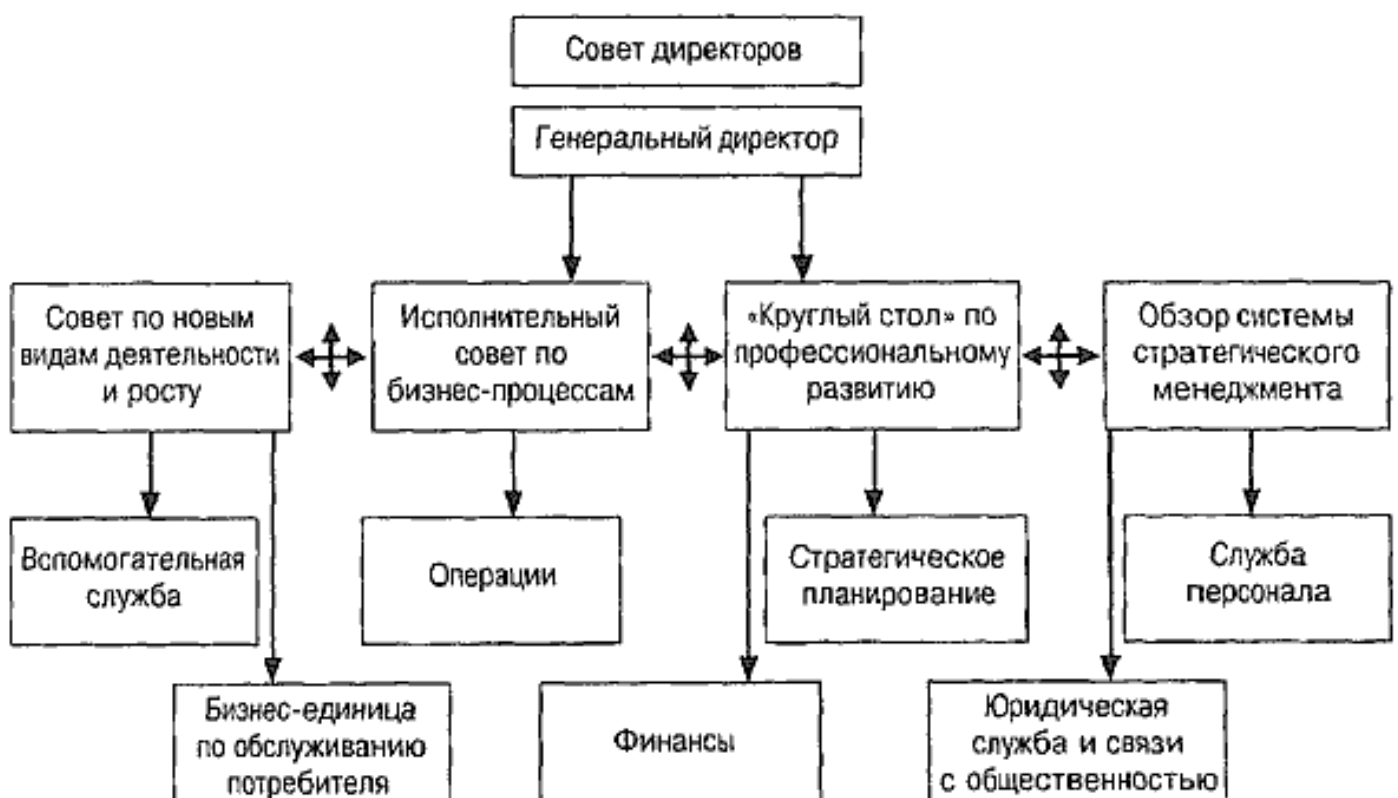 Совет директоров
Генеральный директор
Совет по новым
видам деятельности
и росту
Исполнительный
совет по
бизнес-процессам
«Круглый стол» по
профессиональному
развитию
Обзор системы
стратегического
менеджмента
Вспомогательная
служба
Операции
Стратегическое
планирование
Служба
персонала
Бизнес-единица
по обслуживанию
потребителя
Финансы
Юридическая
служба и связи
с общественностью